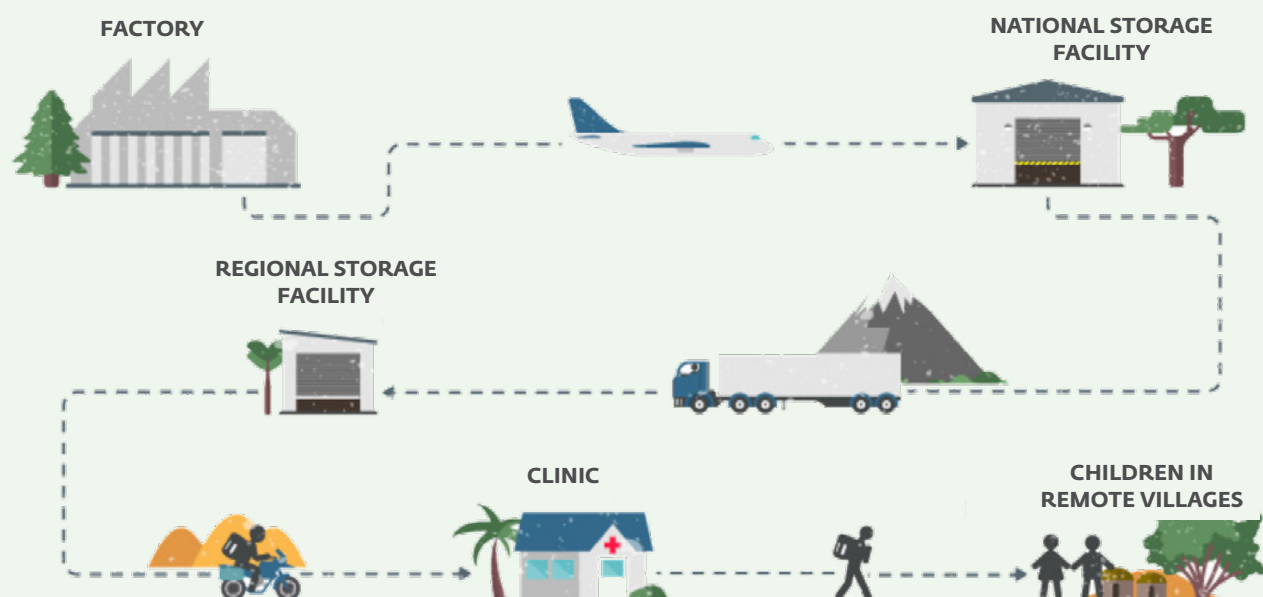 FACTORY
NATIONAL STORAGE
FACILITY
REGIONAL STORAGE
FACILITY
CLINIC
CHILDREN IN
REMOTE VILLAGES